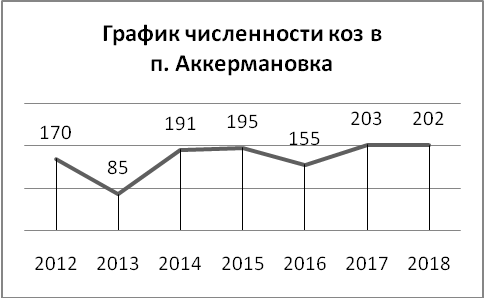 График численности коз в
п. Аккермановка
170 85 191 195 155 203 202
2012 2013 2014 2015 2016 2017 2018